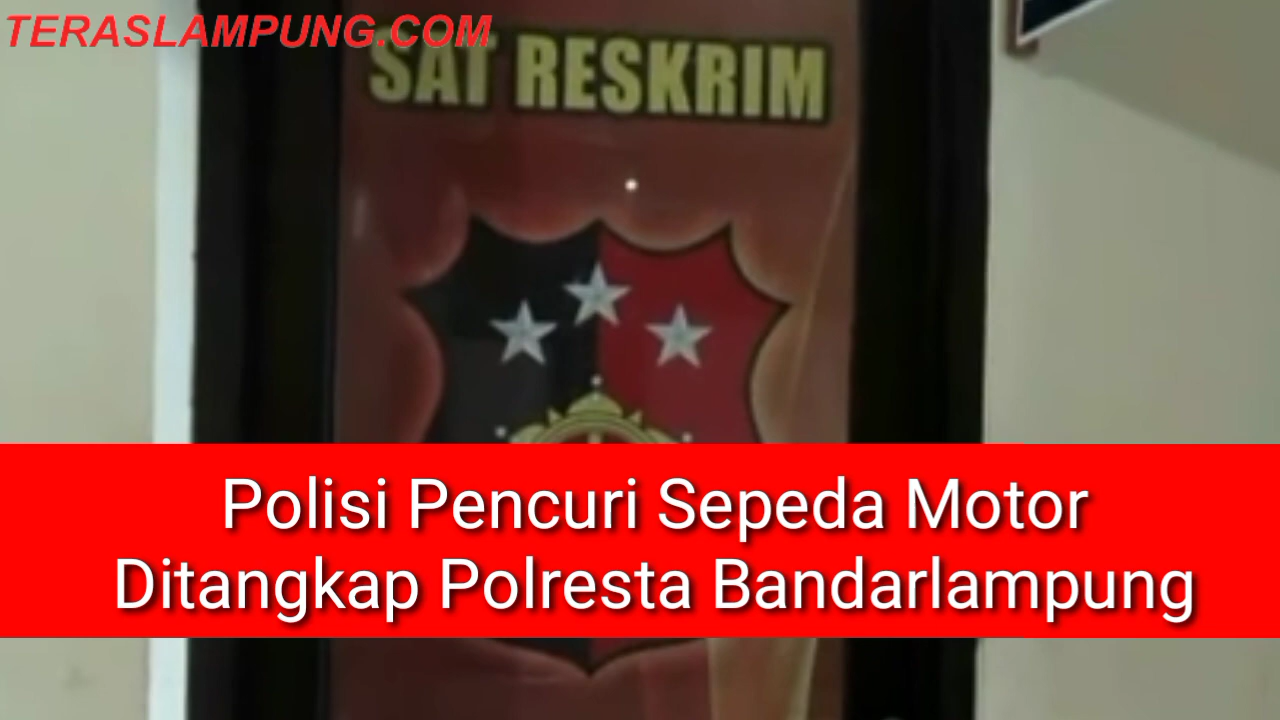 TERASLAMPUNG.COM
SAT RESKRIM
Polisi Pencuri Sepeda Motor
Ditangkap Polresta Bandarlampung